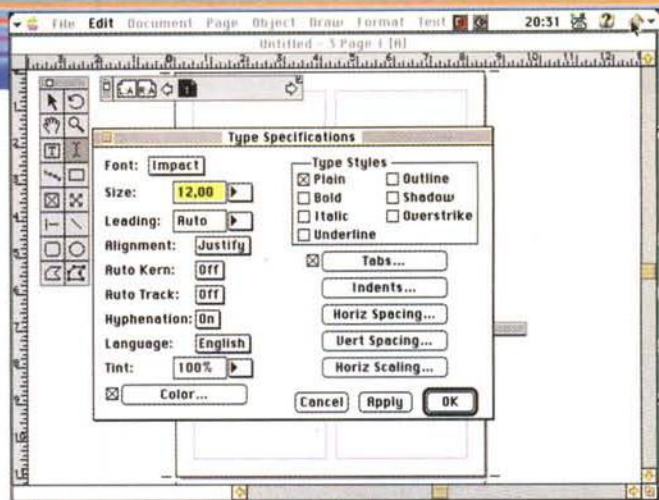 File Edit Document Page Object Draw Format Text 20:31
Untitled - 3 Page 1 [A]
Type Specifications
Font: Impact
Size: 12,00
Leading: Auto
Alignment: Justify
Auto Kern: Off
Auto Track: Off
Hyphenation: On
Language: English
Tint: 100%
Color...
Type Styles
Plain Outline
Bold Shadow
Italic Overstrike
Underline
Tabs...
Indents...
Horiz Spacing...
Vert Spacing...
Horiz Scaling...
Cancel Apply OK